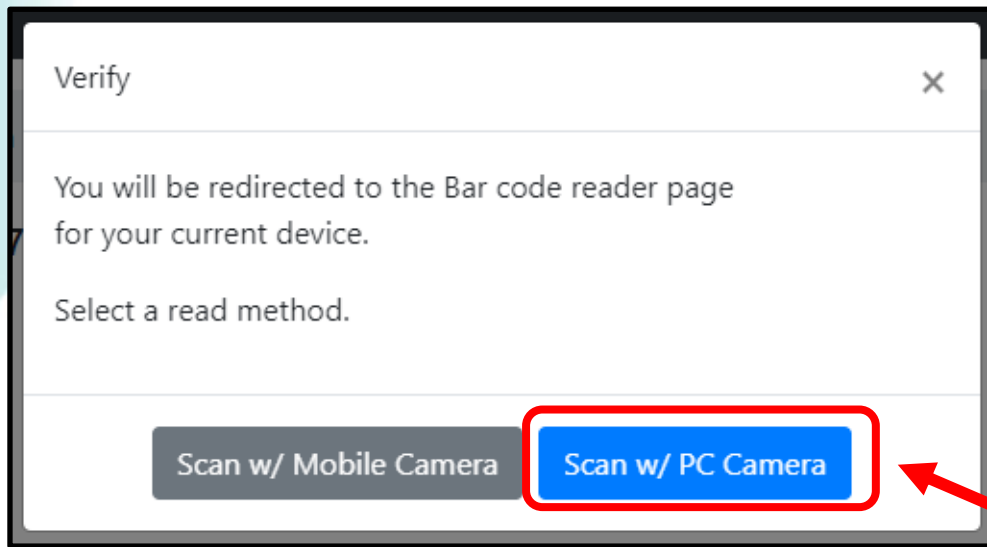 Verify ×
You will be redirected to the Bar code reader page
for your current device.
Select a read method.
Scan w/ Mobile Camera Scan w/ PC Camera